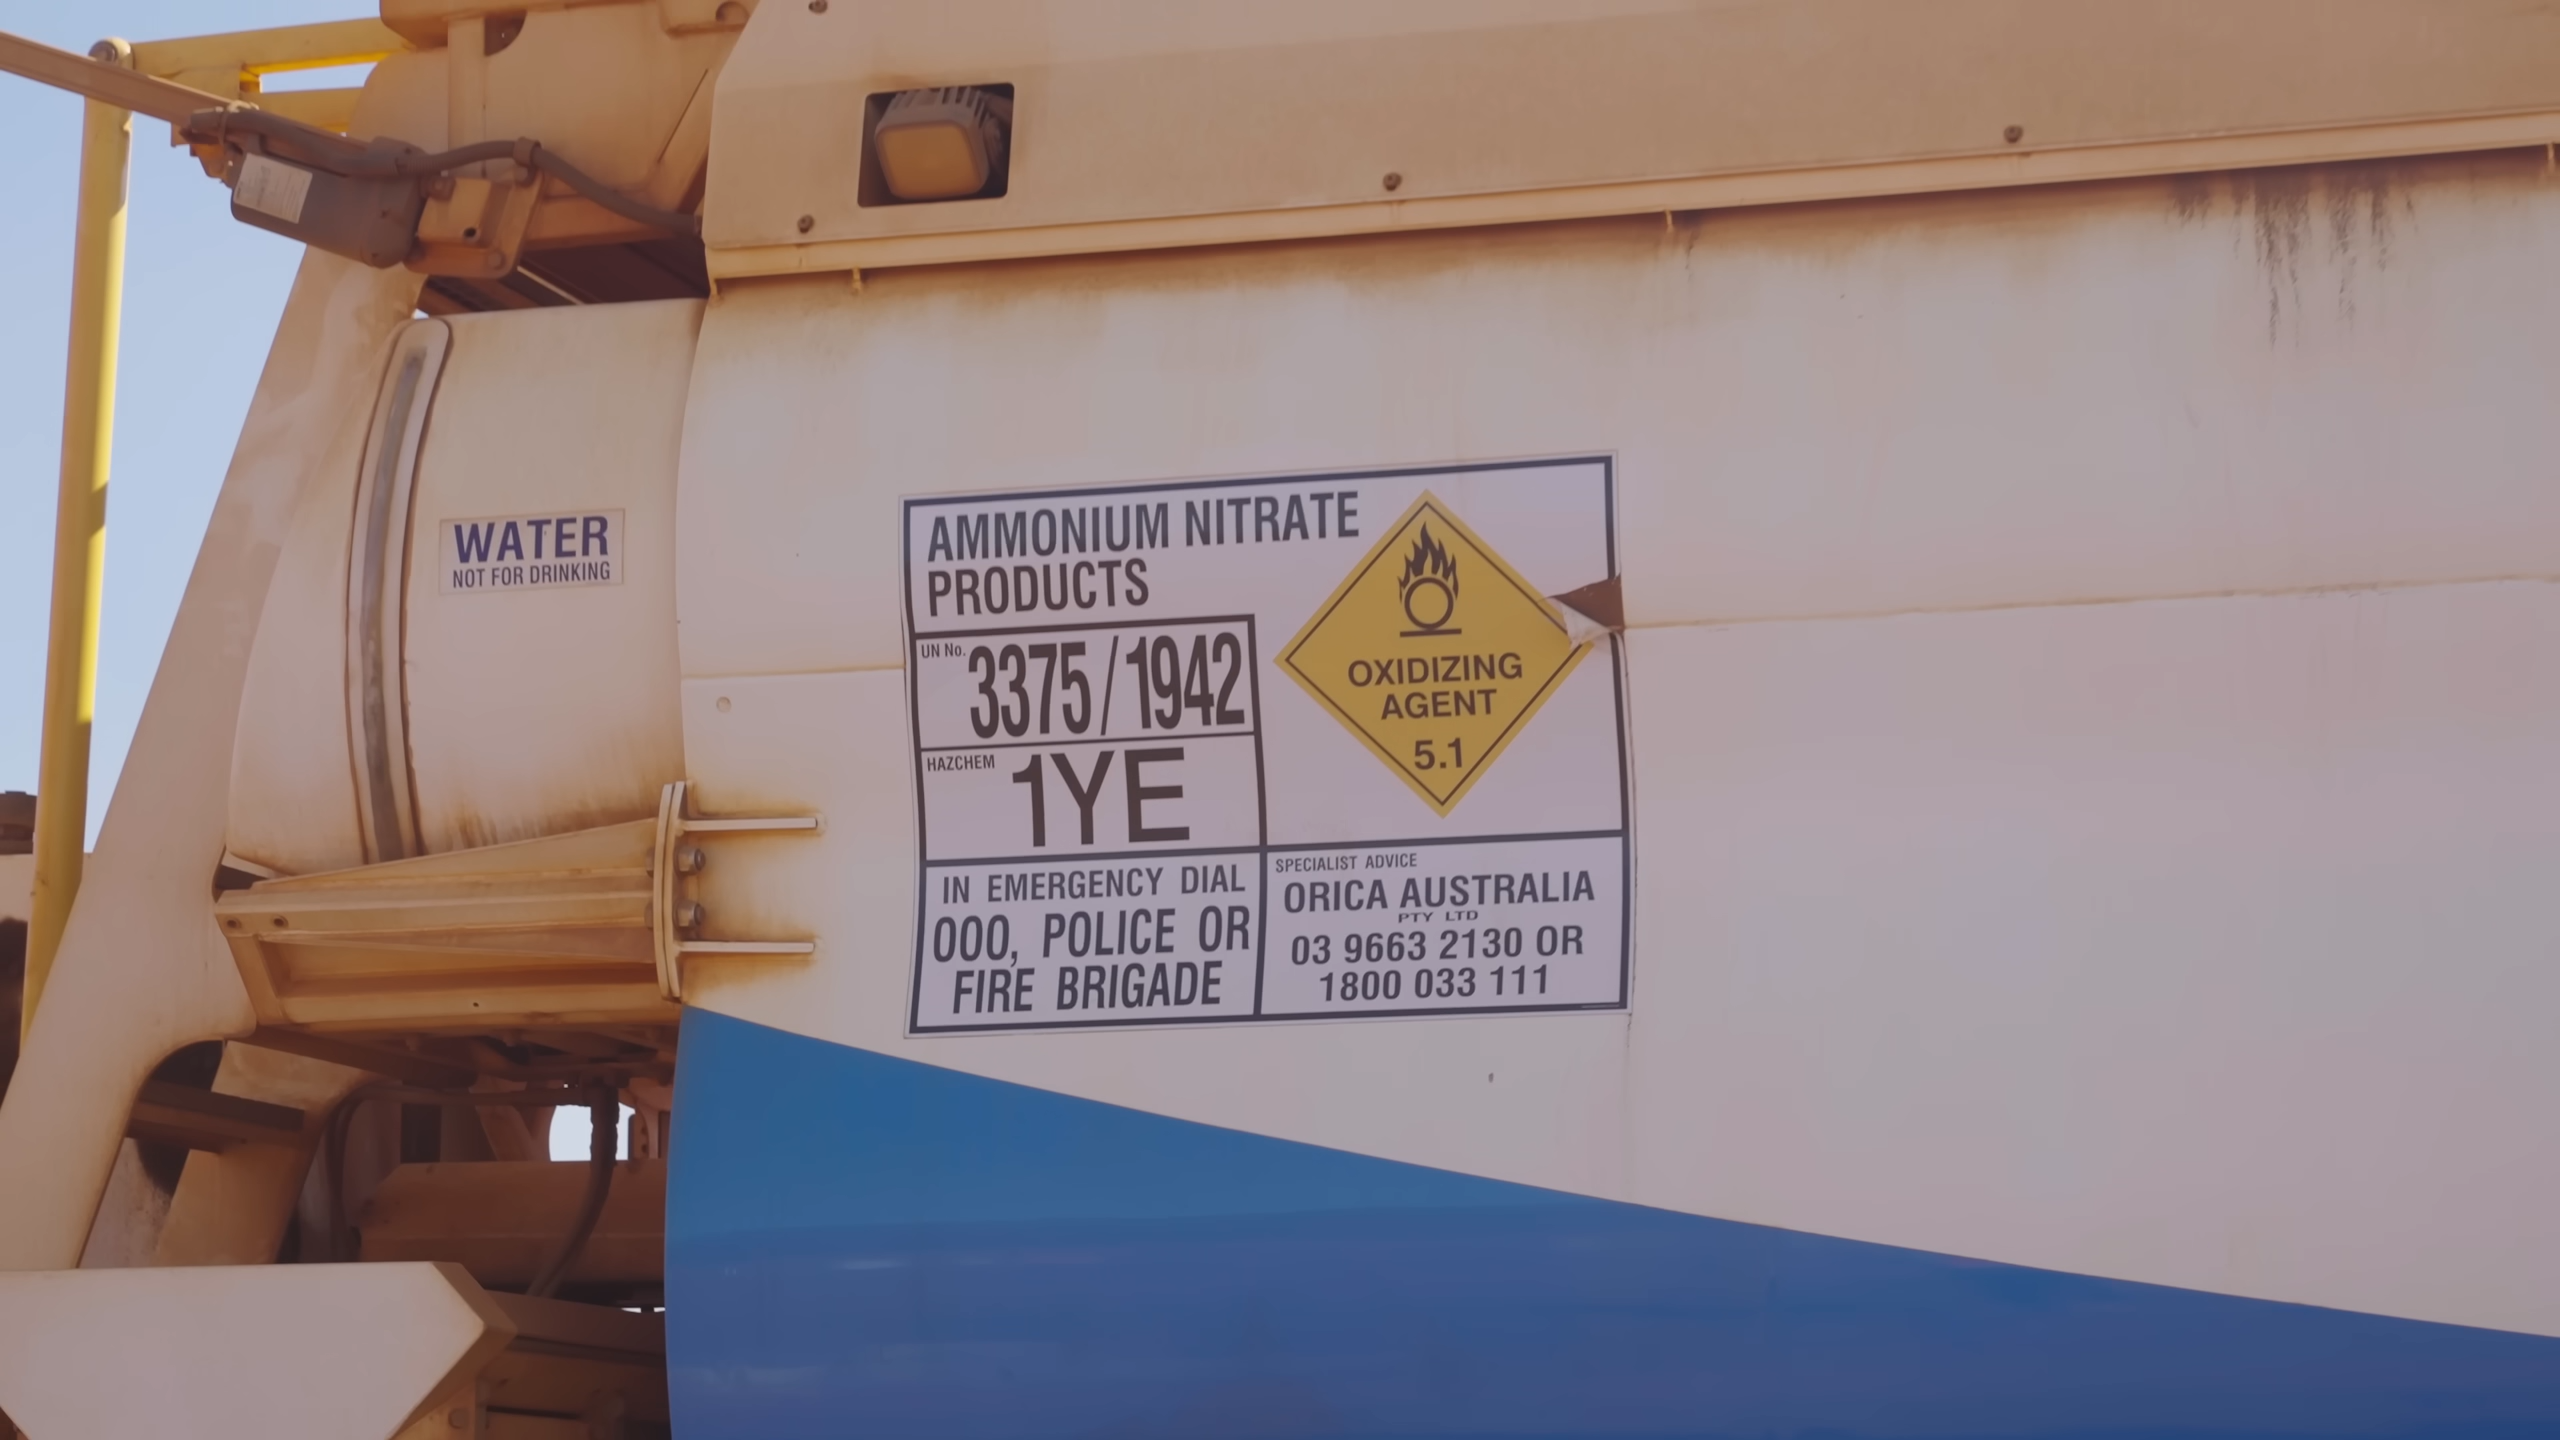 WATER
NOT FOR DRINKING
AMMONIUM NITRATE
PRODUCTS
UN No.
3375/1942
HAZCHEM
1YE
OXIDIZING
AGENT
5.1
IN EMERGENCY DIAL
000, POLICE OR
FIRE BRIGADE
SPECIALIST ADVICE
ORICA AUSTRALIA
PTY LTD
03 9663 2130 OR
1800 033 111